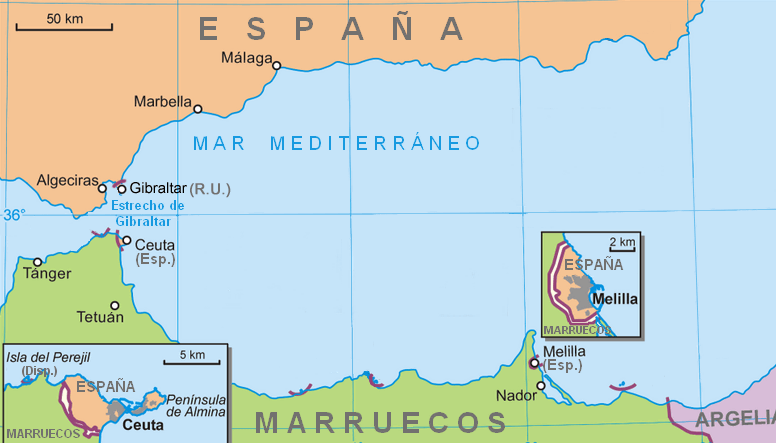 50 km
ESPAÑA
Málaga
Marbella
MAR MEDITERRÁNEO
Algeciras
Gibraltar (R.U.)
Estrecho de
Gibraltar
36°
Ceuta
(Esp.)
Tánger
Tetuán
2 km
ESPAÑA
Melilla
MARRUECOS
Melilla
(Esp.)
Nador
Isla del Perejil
(Disp.)
5 km
ESPAÑA
Península
de Almina
Ceuta
MARRUECOS
MARRUECOS
ARGELIA